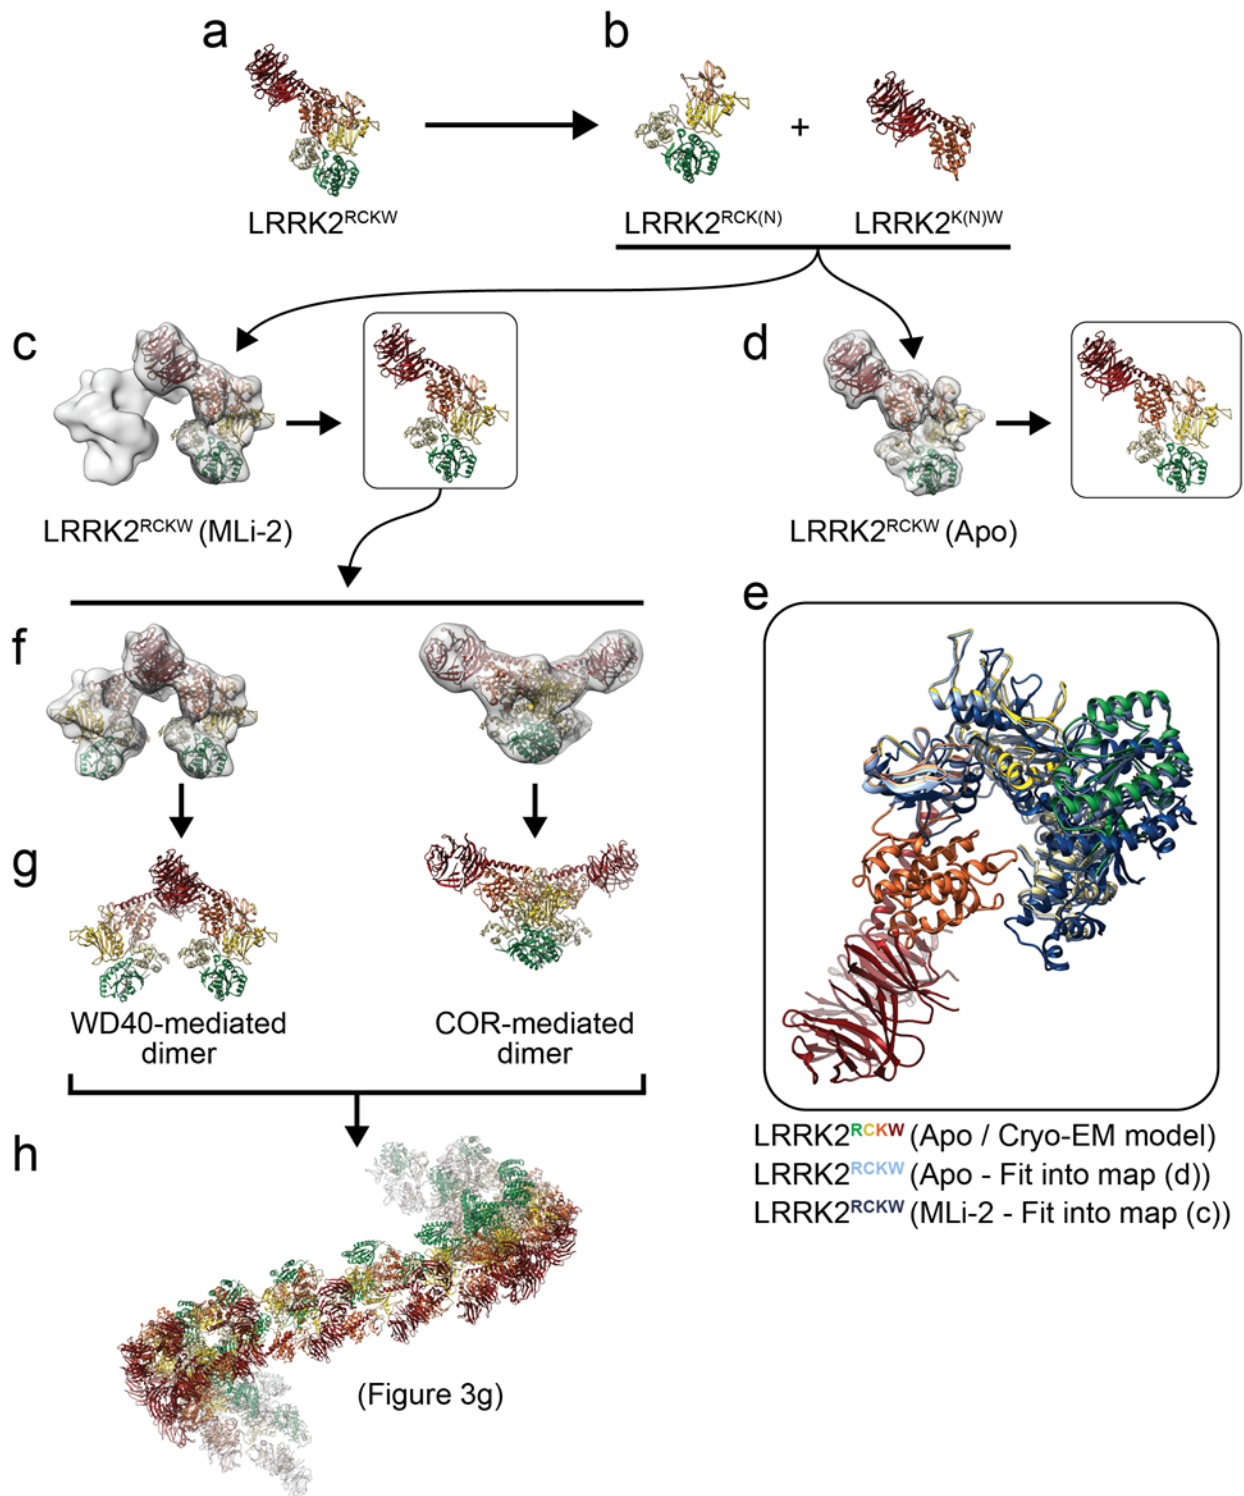 a
b
+
LRRK2RCKW
LRRK2RCK(N)
LRRK2K(N)W
c
d
LRRK2RCKW (MLi-2)
LRRK2RCKW (Apo)
e
f
g
WD40-mediated
dimer
COR-mediated
dimer
LRRK2RCKW (Apo / Cryo-EM model)
LRRK2RCKW (Apo - Fit into map (d))
LRRK2RCKW (MLi-2 - Fit into map (c))
h
(Figure 3g)